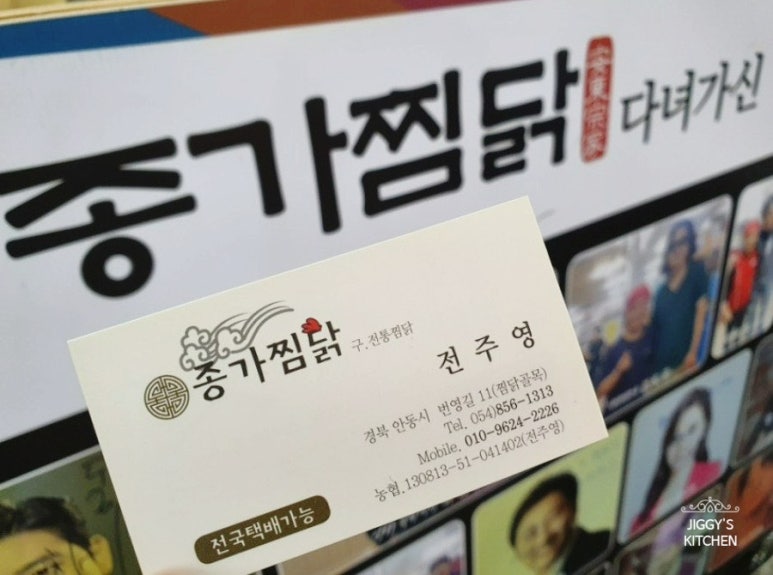 종가찜닭
다녀가신
종가찜닭 구.전통찜닭
전주영
경북 안동시 번영길 11(찜닭골목)
Tel. 054)856-1313
Mobile. 010-9624-2226
농협.130813-51-041402(전주영)
전국택배가능
JIGGY'S
KITCHEN